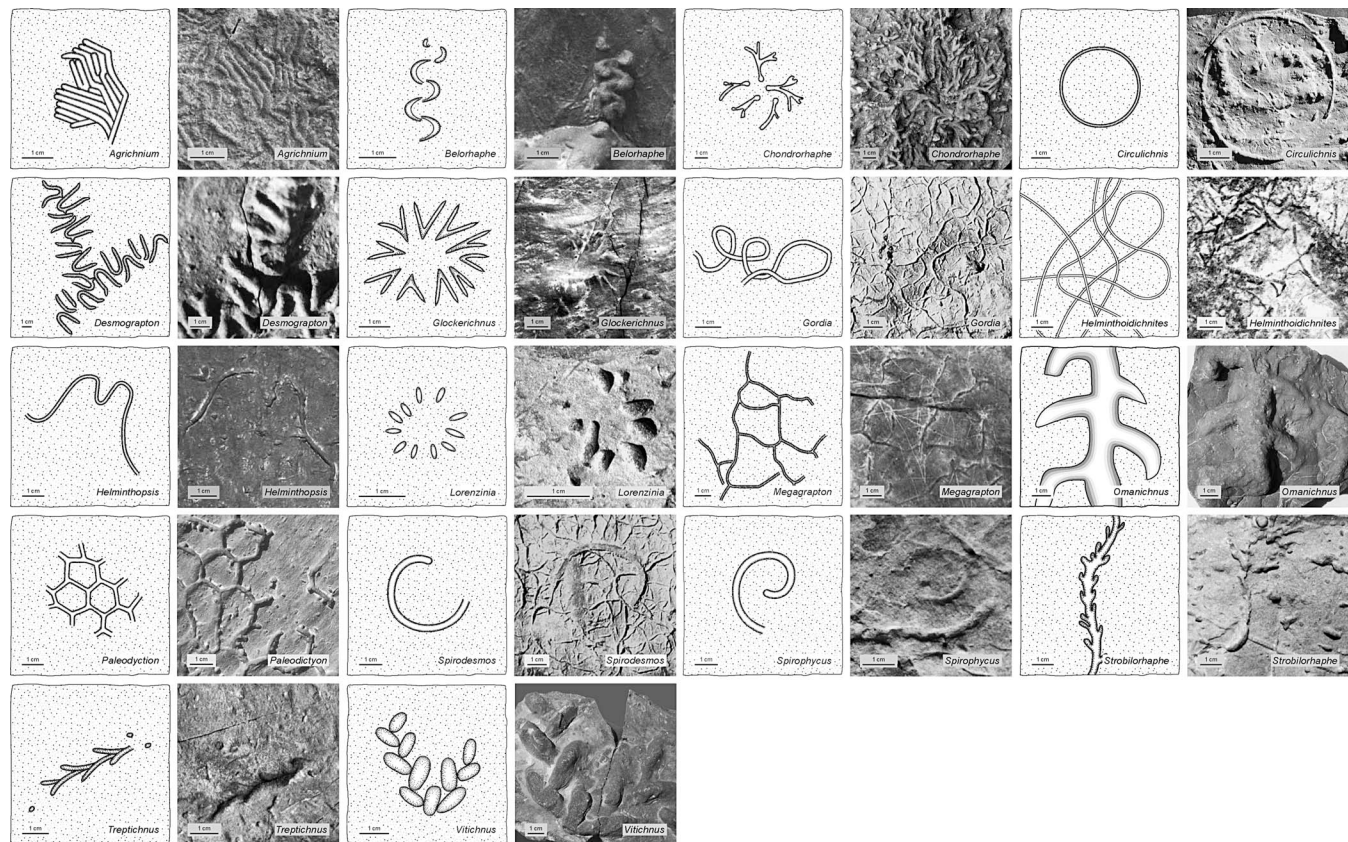 1 cm Agrichnium 1 cm Agrichnium 1 cm Belorhaphe 1 cm Belorhaphe 1 cm Chondrorhaphe 1 cm Chondrorhaphe 1 cm Circulichnis 1 cm Circulichnis
1 cm Desmograpton 1 cm Desmograpton 1 cm Glockerichnus 1 cm Glockerichnus 1 cm Gordia 1 cm Gordia 1 cm Helminthoidichnites 1 cm Helminthoidichnites
1 cm Helminthopsis 1 cm Helminthopsis 1 cm Lorenzinia 1 cm Lorenzinia 1 cm Megagrapton 1 cm Megagrapton 1 cm Omanichnus 1 cm Omanichnus
1 cm Paleodyction 1 cm Paleodictyon 1 cm Spirodesmos 1 cm Spirodesmos 1 cm Spirophycus 1 cm Spirophycus 1 cm Strobilorhaphe 1 cm Strobilorhaphe
1 cm Treptichnus 1 cm Treptichnus 1 cm Vitichnus 1 cm Vitichnus